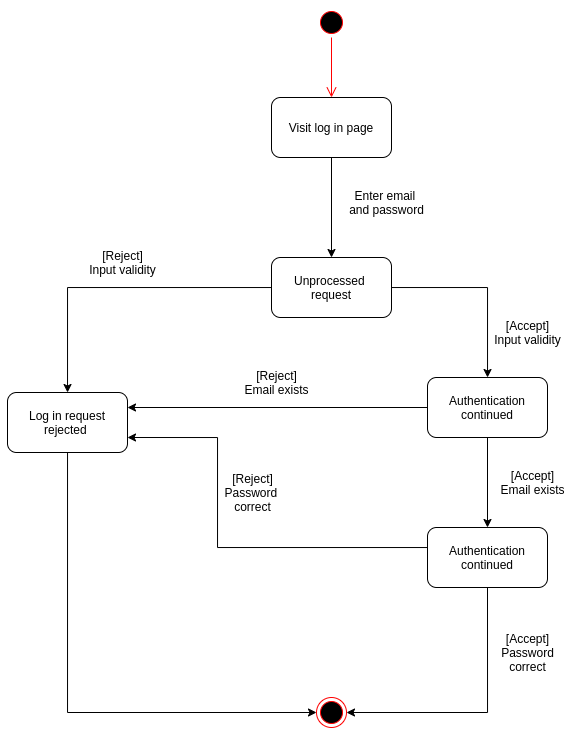 Visit log in page
Enter email
and password
[Reject]
Input validity
Unprocessed
request
[Accept]
Input validity
[Reject]
Email exists
Authentication
continued
Log in request
rejected
[Reject]
Password
correct
[Accept]
Email exists
Authentication
continued
[Accept]
Password
correct